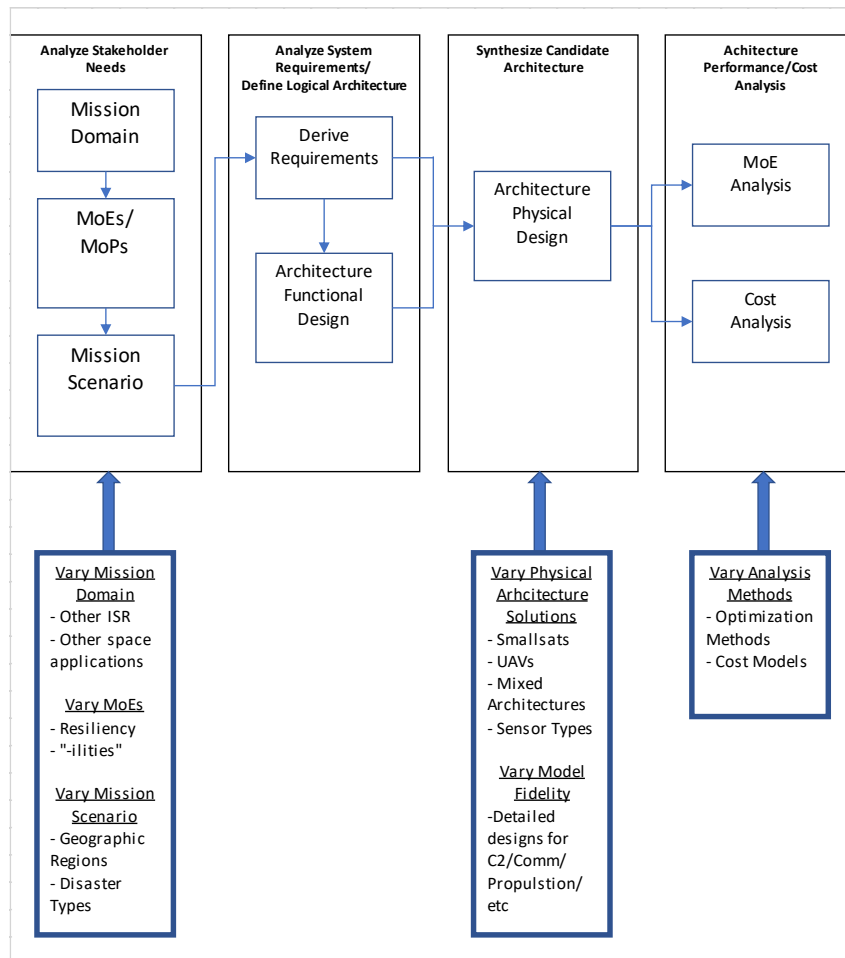 Analyze Stakeholder
Needs
Mission
Domain
MoEs/
MoPs
Mission
Scenario
Analyze System
Requirements/
Define Logical Architecture
Derive
Requirements
Architecture
Functional
Design
Synthesize Candidate
Architecture
Architecture
Physical
Design
Achitecture
Performance/Cost
Analysis
MoE
Analysis
Cost
Analysis
Vary Mission
Domain
- Other ISR
- Other space
applications
Vary MoEs
- Resiliency
- "-ilities"
Vary Mission
Scenario
- Geographic
Regions
- Disaster
Types
Vary Physical
Arhcitecture
Solutions
- Smallsats
- UAVs
- Mixed
Architectures
- Sensor Types
Vary Model
Fidelity
-Detailed
designs for
C2/Comm/
Propulstion/
etc
Vary Analysis
Methods
- Optimization
Methods
- Cost Models